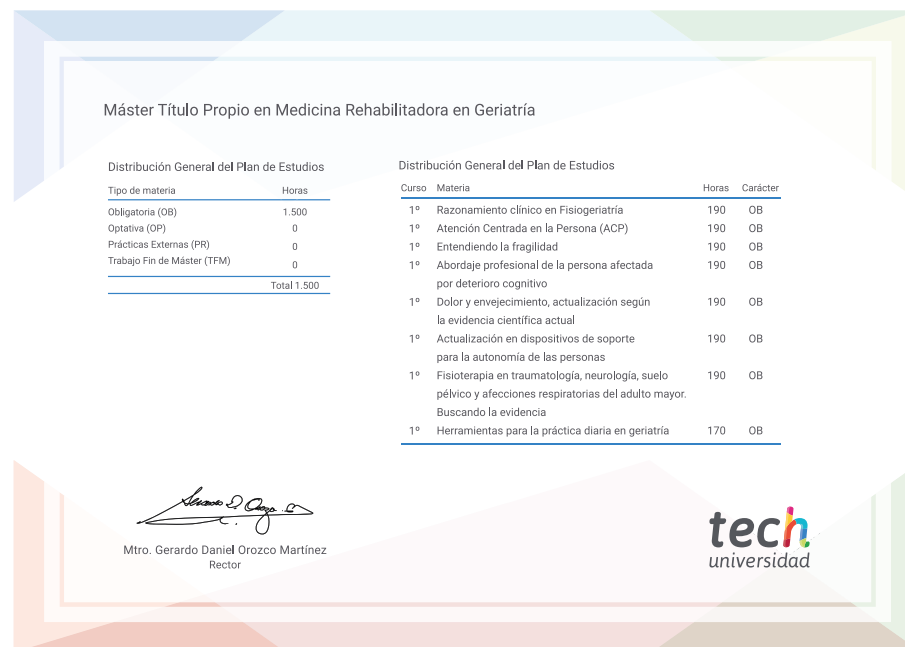 Máster Título Propio en Medicina Rehabilitadora en Geriatría
Distribución General del Plan de Estudios
Tipo de materia Horas
Obligatoria (OB) 1.500
Optativa (OP) 0
Prácticas Externas (PR) 0
Trabajo Fin de Máster (TFM) 0
Total 1.500
Distribución General del Plan de Estudios
Curso Materia Horas Carácter
1º Razonamiento clínico en Fisiogeriatría 190 OB
1º Atención Centrada en la Persona (ACP) 190 OB
1º Entendiendo la fragilidad 190 OB
1º Abordaje profesional de la persona afectada 190 OB
por deterioro cognitivo
1º Dolor y envejecimiento, actualización según 190 OB
la evidencia científica actual
1º Actualización en dispositivos de soporte 190 OB
para la autonomía de las personas
1º Fisioterapia en traumatología, neurología, suelo 190 OB
pélvico y afecciones respiratorias del adulto mayor.
Buscando la evidencia
1º Herramientas para la práctica diaria en geriatría 170 OB
Mtro. Gerardo Daniel Orozco Martínez
Rector
tech
universidad